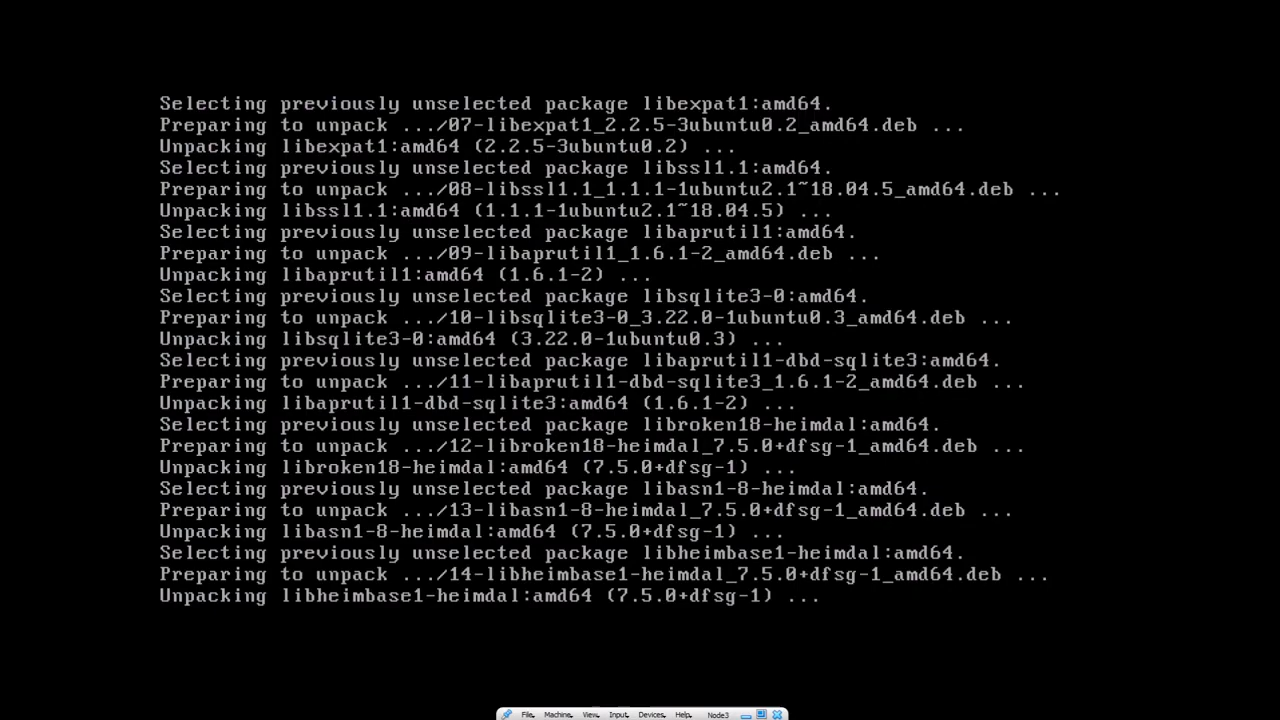 Selecting previously unselected package libexpat1:amd64.
Preparing to unpack .../07-libexpat1_2.2.5-3ubuntu0.2_amd64.deb ...
Unpacking libexpat1:amd64 (2.2.5-3ubuntu0.2) ...
Selecting previously unselected package libssl1.1:amd64.
Preparing to unpack .../08-libssl1.1_1.1.1-1ubuntu2.1~18.04.5_amd64.deb ...
Unpacking libssl1.1:amd64 (1.1.1-1ubuntu2.1~18.04.5) ...
Selecting previously unselected package libaprutil1:amd64.
Preparing to unpack .../09-libaprutil1_1.6.1-2_amd64.deb ...
Unpacking libaprutil1:amd64 (1.6.1-2) ...
Selecting previously unselected package libsqlite3-0:amd64.
Preparing to unpack .../10-libsqlite3-0_3.22.0-1ubuntu0.3_amd64.deb ...
Unpacking libsqlite3-0:amd64 (3.22.0-1ubuntu0.3) ...
Selecting previously unselected package libaprutil1-dbd-sqlite3:amd64.
Preparing to unpack .../11-libaprutil1-dbd-sqlite3_1.6.1-2_amd64.deb ...
Unpacking libaprutil1-dbd-sqlite3:amd64 (1.6.1-2) ...
Selecting previously unselected package libroken18-heimdal:amd64.
Preparing to unpack .../12-libroken18-heimdal_7.5.0+dfsg-1_amd64.deb ...
Unpacking libroken18-heimdal:amd64 (7.5.0+dfsg-1) ...
Selecting previously unselected package libasn1-8-heimdal:amd64.
Preparing to unpack .../13-libasn1-8-heimdal_7.5.0+dfsg-1_amd64.deb ...
Unpacking libasn1-8-heimdal:amd64 (7.5.0+dfsg-1) ...
Selecting previously unselected package libheimbase1-heimdal:amd64.
Preparing to unpack .../14-libheimbase1-heimdal_7.5.0+dfsg-1_amd64.deb ...
Unpacking libheimbase1-heimdal:amd64 (7.5.0+dfsg-1) ...
File Machine View Input Devices Help Node3